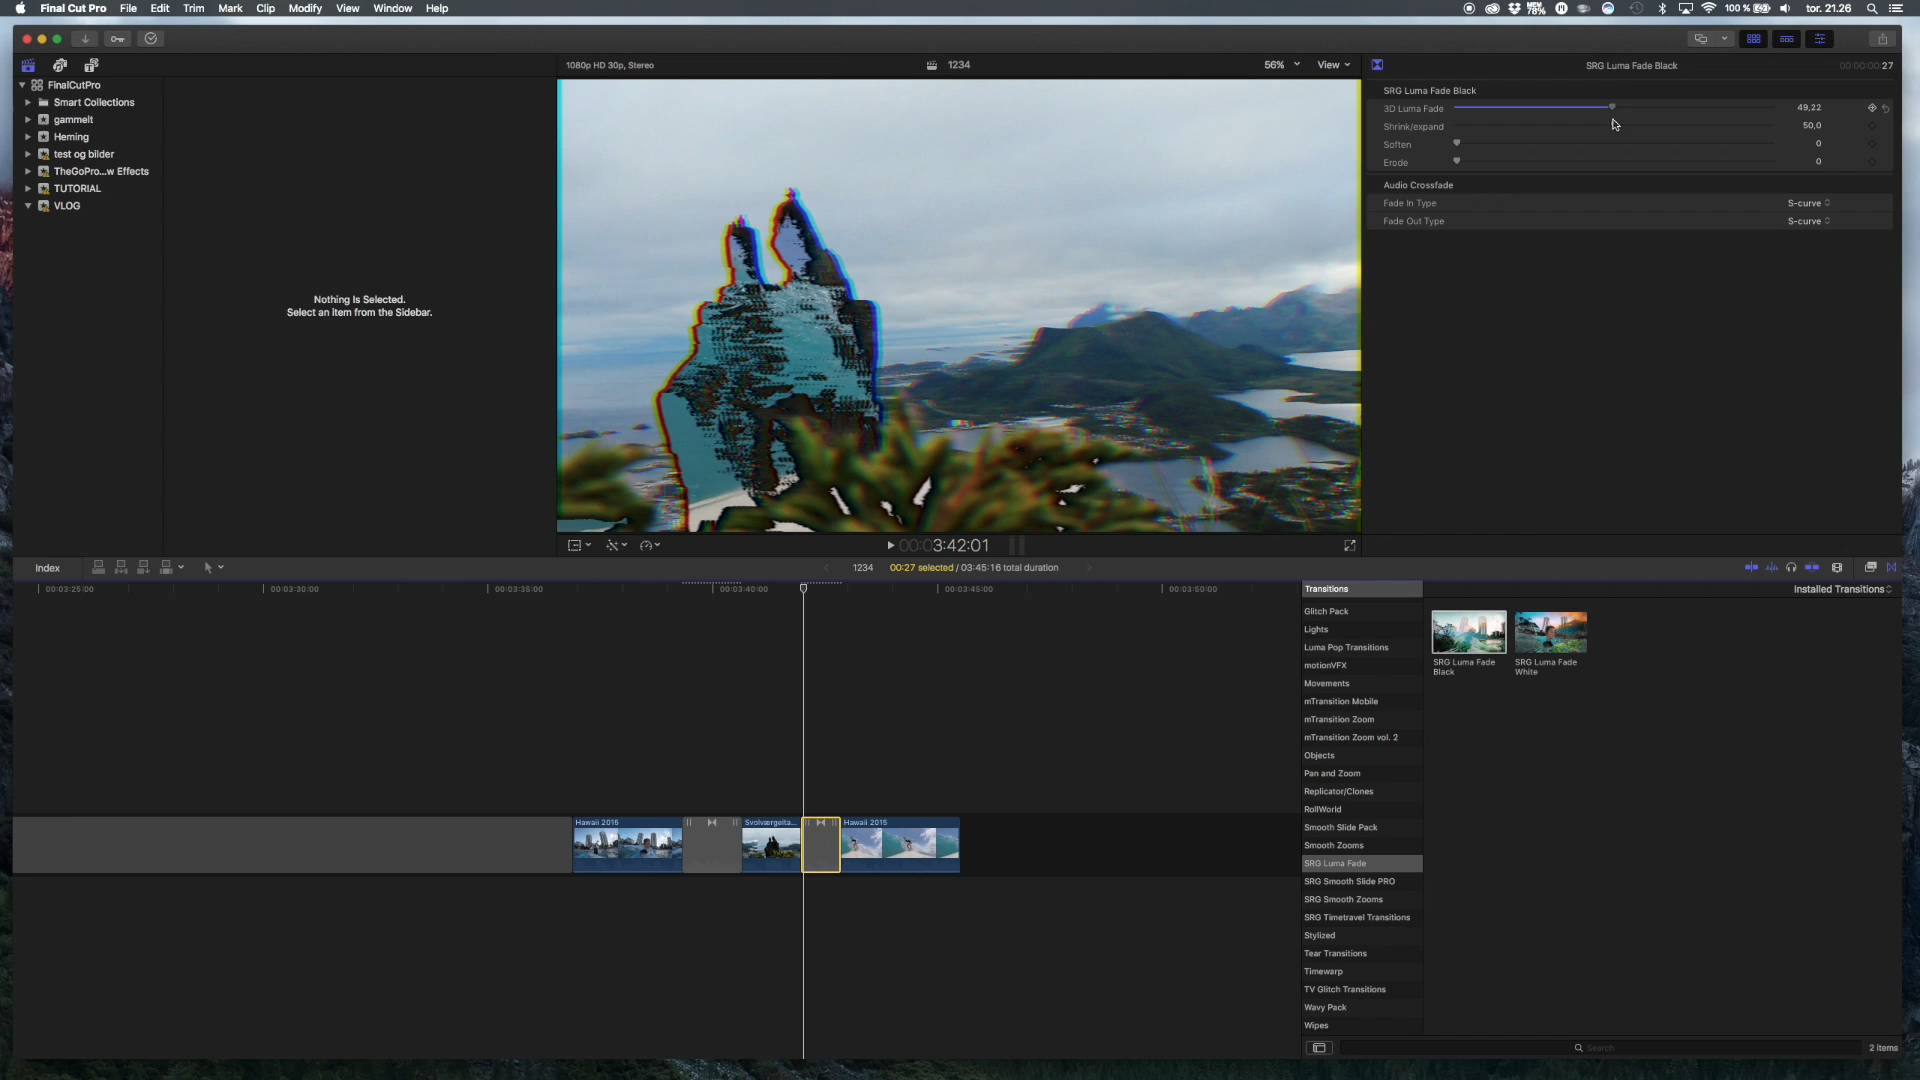 Final Cut Pro File Edit Trim Mark Clip Modify View Window Help
MEM 78% 100 % tor. 21.26
1080p HD 30p, Stereo 1234 56% View SRG Luma Fade Black 00:00:00:27
FinalCutPro
Smart Collections
gammelt
Heming
test og bilder
TheGoPro...w Effects
TUTORIAL
VLOG
Nothing Is Selected.
Select an item from the Sidebar.
SRG Luma Fade Black
3D Luma Fade 49,22
Shrink/expand 50,0
Soften 0
Erode 0
Audio Crossfade
Fade In Type S-curve
Fade Out Type S-curve
00:03:42:01
Index 1234 00:27 selected / 03:45:16 total duration
00:03:25:00 00:03:30:00 00:03:35:00 00:03:40:00 00:03:45:00 00:03:50:00
Hawaii 2015 Svolværgeita... Hawaii 2015
Transitions Installed Transitions
Glitch Pack
Lights
Luma Pop Transitions
motionVFX
Movements
mTransition Mobile
mTransition Zoom
mTransition Zoom vol. 2
Objects
Pan and Zoom
Replicator/Clones
RollWorld
Smooth Slide Pack
Smooth Zooms
SRG Luma Fade
SRG Smooth Slide PRO
SRG Smooth Zooms
SRG Timetravel Transitions
Stylized
Tear Transitions
Timewarp
TV Glitch Transitions
Wavy Pack
Wipes
SRG Luma Fade
Black
SRG Luma Fade
White
Search 2 items